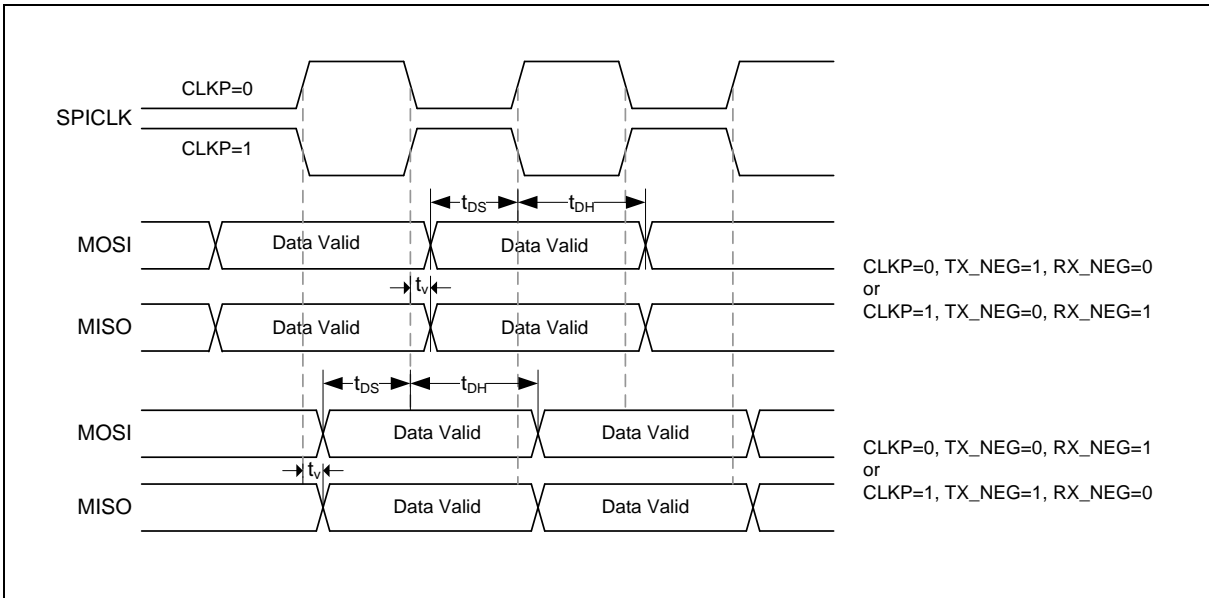 CLKP=0
SPICLK
CLKP=1
tDS tDH
MOSI Data Valid Data Valid
CLKP=0, TX_NEG=1, RX_NEG=0
or
CLKP=1, TX_NEG=0, RX_NEG=1
tv
MISO Data Valid Data Valid
tDS tDH
MOSI Data Valid Data Valid
CLKP=0, TX_NEG=0, RX_NEG=1
or
CLKP=1, TX_NEG=1, RX_NEG=0
tv
MISO Data Valid Data Valid